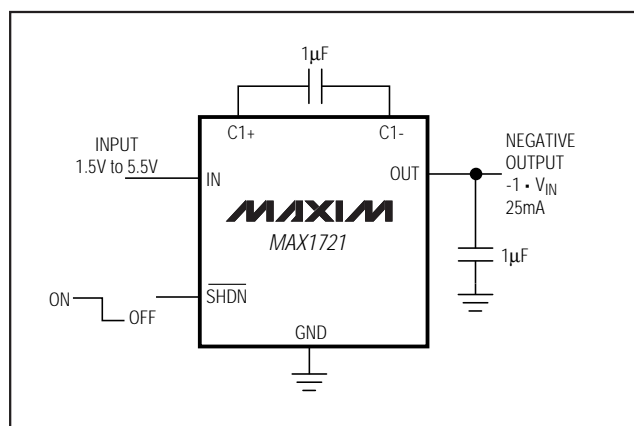 1µF
C1+
C1-
INPUT
1.5V to 5.5V
IN
OUT
NEGATIVE
OUTPUT
-1 • VIN
25mA
MAXIM
MAX1721
1µF
ON
OFF
SHDN
GND